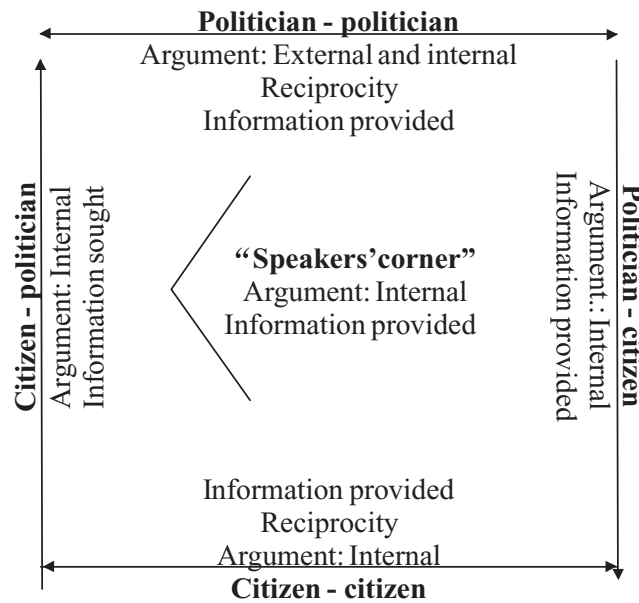 Politician - politician
Argument: External and internal
Reciprocity
Information provided
Citizen - politician
Argument: Internal
Information sought
“Speakers’corner”
Argument: Internal
Information provided
Politician - citizen
Argument.: Internal
Information provided
Information provided
Reciprocity
Argument: Internal
Citizen - citizen